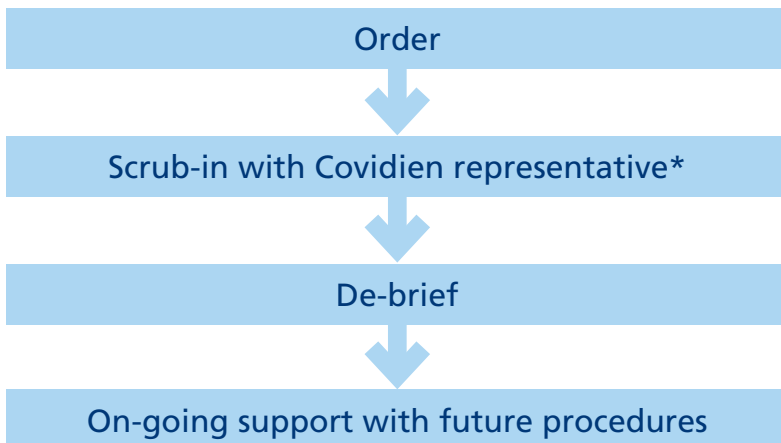 Order
Scrub-in with Covidien representative*
De-brief
On-going support with future procedures